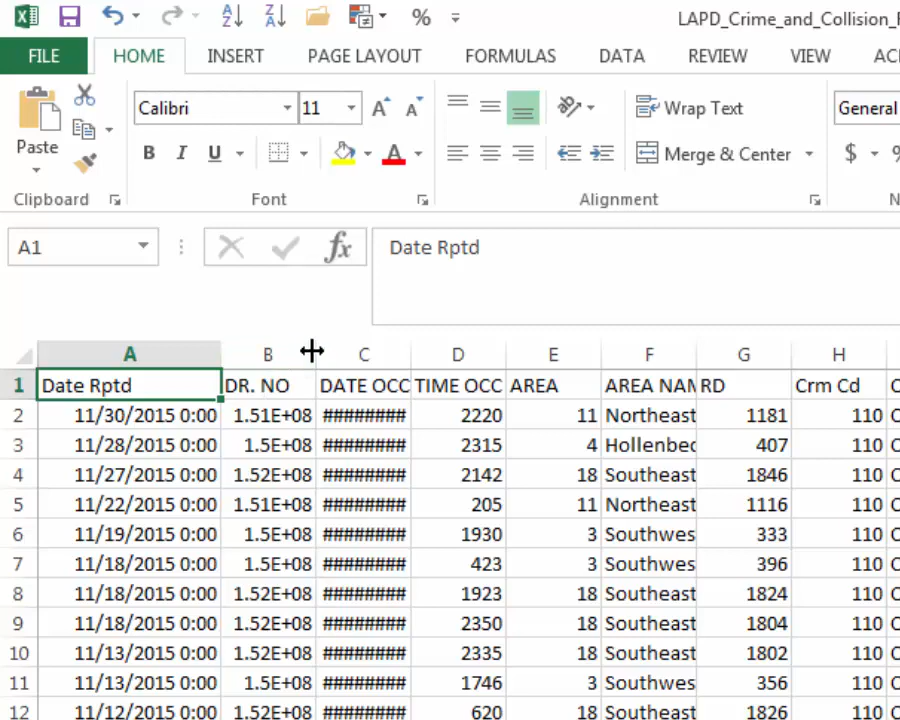 LAPD_Crime_and_Collision_
FILE HOME INSERT PAGE LAYOUT FORMULAS DATA REVIEW VIEW
Calibri 11 Wrap Text General
Paste B I U A Merge & Center $ %
Clipboard Font Alignment
A1 fx Date Rptd
A B C D E F G H
1 Date Rptd DR. NO DATE OCC TIME OCC AREA AREA NAM RD Crm Cd
2 11/30/2015 0:00 1.51E+08 ######## 2220 11 Northeast 1181 110
3 11/28/2015 0:00 1.5E+08 ######## 2315 4 Hollenbec 407 110
4 11/27/2015 0:00 1.52E+08 ######## 2142 18 Southeast 1846 110
5 11/22/2015 0:00 1.51E+08 ######## 205 11 Northeast 1116 110
6 11/19/2015 0:00 1.5E+08 ######## 1930 3 Southwes 333 110
7 11/18/2015 0:00 1.5E+08 ######## 423 3 Southwes 396 110
8 11/18/2015 0:00 1.52E+08 ######## 1923 18 Southeast 1824 110
9 11/18/2015 0:00 1.52E+08 ######## 2350 18 Southeast 1804 110
10 11/13/2015 0:00 1.52E+08 ######## 2335 18 Southeast 1802 110
11 11/13/2015 0:00 1.5E+08 ######## 1746 3 Southwes 356 110
12 11/12/2015 0:00 1.52E+08 ######## 620 18 Southeast 1826 110